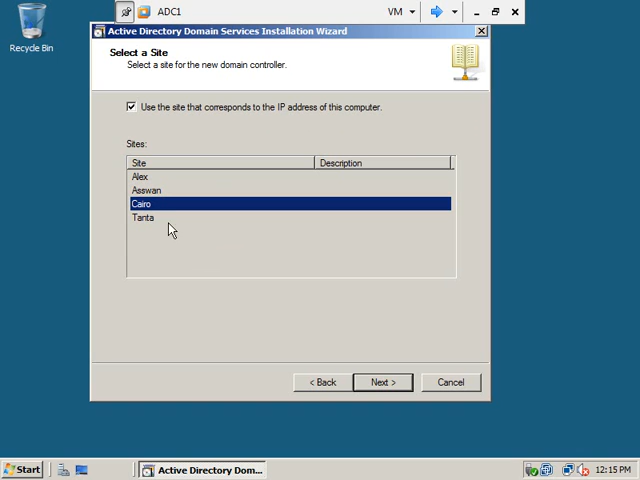 ADC1
VM
Recycle Bin
Active Directory Domain Services Installation Wizard
Select a Site
Select a site for the new domain controller.
Use the site that corresponds to the IP address of this computer.
Sites:
Site Description
Alex
Asswan
Cairo
Tanta
< Back Next > Cancel
Start Active Directory Dom... 12:15 PM